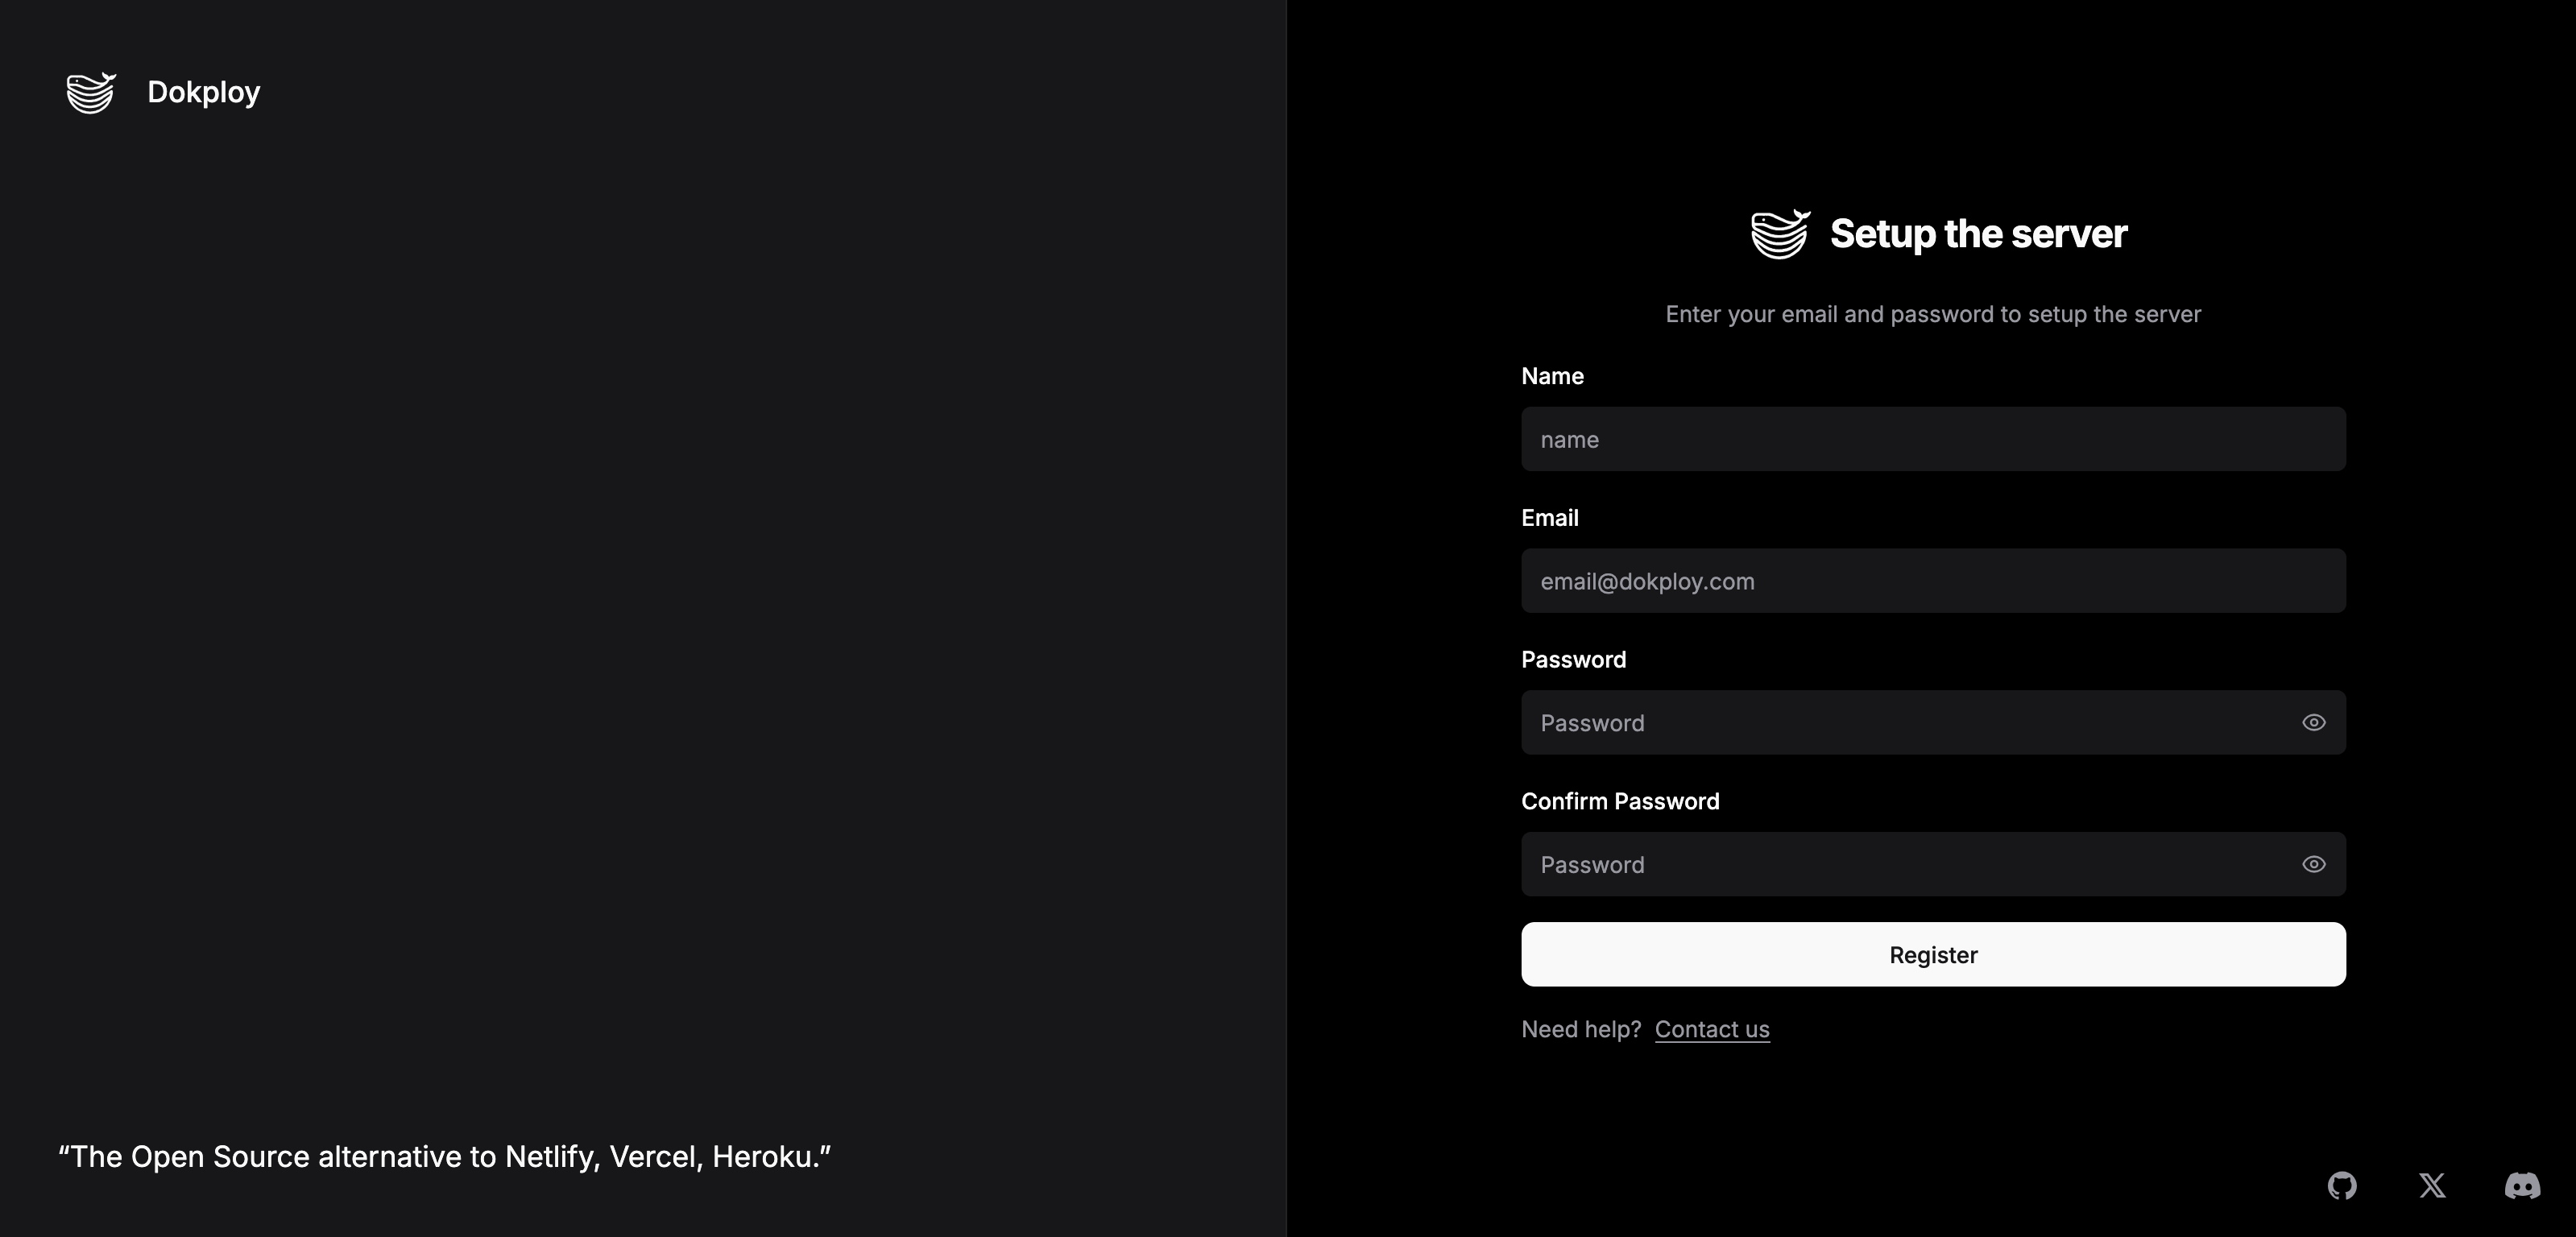 Dokploy
“The Open Source alternative to Netlify, Vercel, Heroku.”
Setup the server
Enter your email and password to setup the server
Name
name
Email
email@dokploy.com
Password
Password
Confirm Password
Password
Register
Need help? Contact us